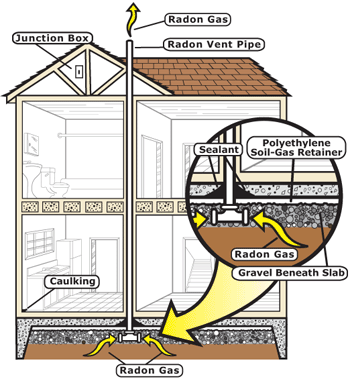 Radon Gas
Junction Box
Radon Vent Pipe
Sealant
Polyethylene
Soil-Gas Retainer
Radon Gas
Gravel Beneath Slab
Caulking
Radon Gas